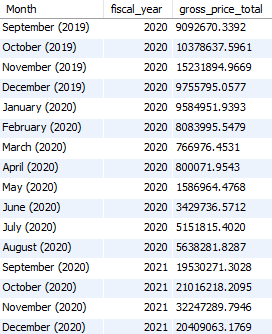 Month fiscal_year gross_price_total
September (2019) 2020 9092670.3392
October (2019) 2020 10378637.5961
November (2019) 2020 15231894.9669
December (2019) 2020 9755795.0577
January (2020) 2020 9584951.9393
February (2020) 2020 8083995.5479
March (2020) 2020 766976.4531
April (2020) 2020 800071.9543
May (2020) 2020 1586964.4768
June (2020) 2020 3429736.5712
July (2020) 2020 5151815.4020
August (2020) 2020 5638281.8287
September (2020) 2021 19530271.3028
October (2020) 2021 21016218.2095
November (2020) 2021 32247289.7946
December (2020) 2021 20409063.1769